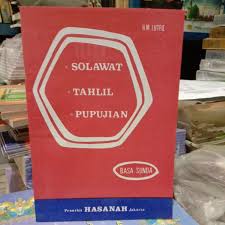 H.M. LUTFIE
• SOLAWAT
• TAHLIL
• PUPUJIAN
BASA SUNDA
Penerbit HASANAH Jakarta